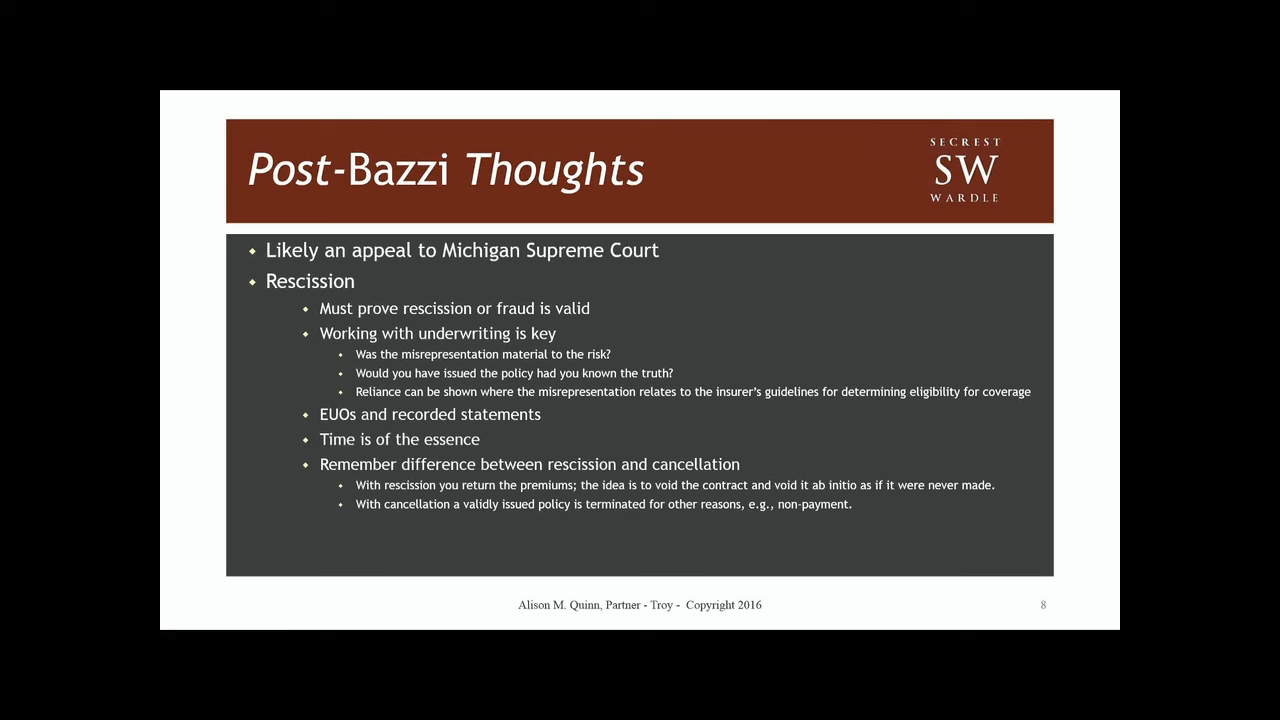 Post-Bazzi Thoughts
SECREST
SW
WARDLE
Likely an appeal to Michigan Supreme Court
Rescission
Must prove rescission or fraud is valid
Working with underwriting is key
Was the misrepresentation material to the risk?
Would you have issued the policy had you known the truth?
Reliance can be shown where the misrepresentation relates to the insurer’s guidelines for determining eligibility for coverage
EUOs and recorded statements
Time is of the essence
Remember difference between rescission and cancellation
With rescission you return the premiums; the idea is to void the contract and void it ab initio as if it were never made.
With cancellation a validly issued policy is terminated for other reasons, e.g., non-payment.
Alison M. Quinn, Partner - Troy - Copyright 2016
8